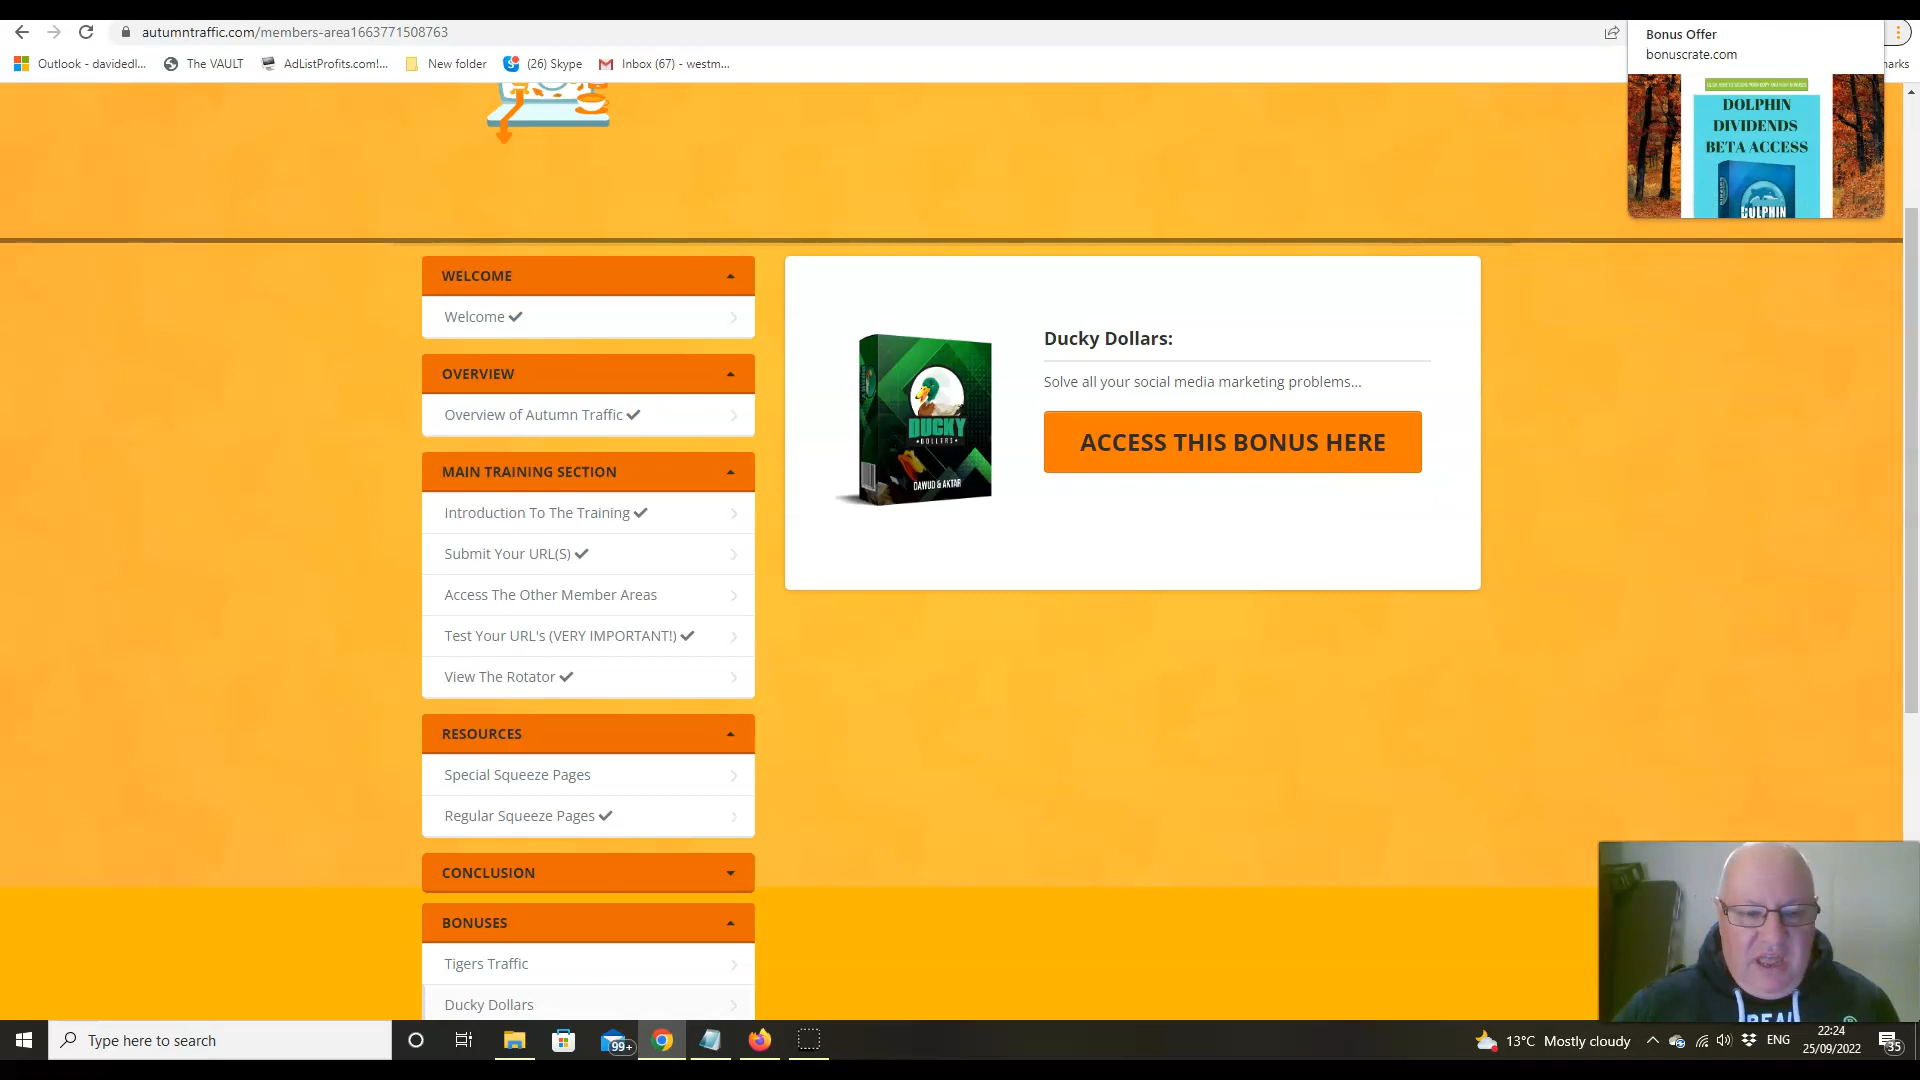 autumntraffic.com/members-area1663771508763
Outlook - davidedl...
The VAULT
AdListProfits.com!...
New folder
(26) Skype
Inbox (67) - westm...
Bonus Offer
bonuscrate.com
DOLPHIN
DIVIDENDS
BETA ACCESS
DOLPHIN
WELCOME
Welcome
OVERVIEW
Overview of Autumn Traffic
MAIN TRAINING SECTION
Introduction To The Training
Submit Your URL(S)
Access The Other Member Areas
Test Your URL's (VERY IMPORTANT!)
View The Rotator
RESOURCES
Special Squeeze Pages
Regular Squeeze Pages
CONCLUSION
BONUSES
Tigers Traffic
Ducky Dollars
DUCKY
DOLLARS
DAWUD & AKTAR
Ducky Dollars:
Solve all your social media marketing problems...
ACCESS THIS BONUS HERE
Type here to search
99+
13°C Mostly cloudy
ENG
22:24
25/09/2022
35